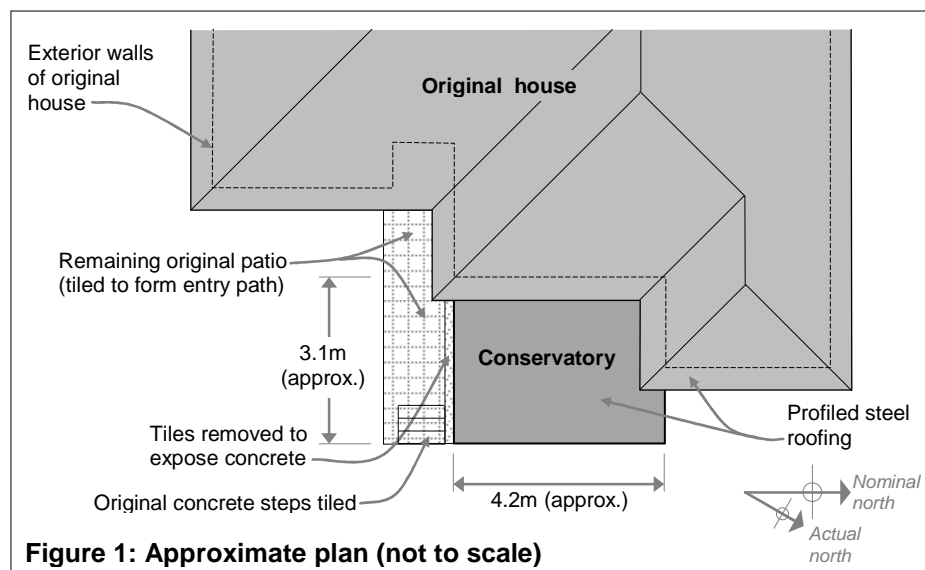 Exterior walls
of original
house
Original house
Remaining original patio
(tiled to form entry path)
3.1m
(approx.)
Conservatory
Tiles removed to
expose concrete
Profiled steel
roofing
Original concrete steps tiled
4.2m (approx.)
Nominal
north
Actual
north
Figure 1: Approximate plan (not to scale)